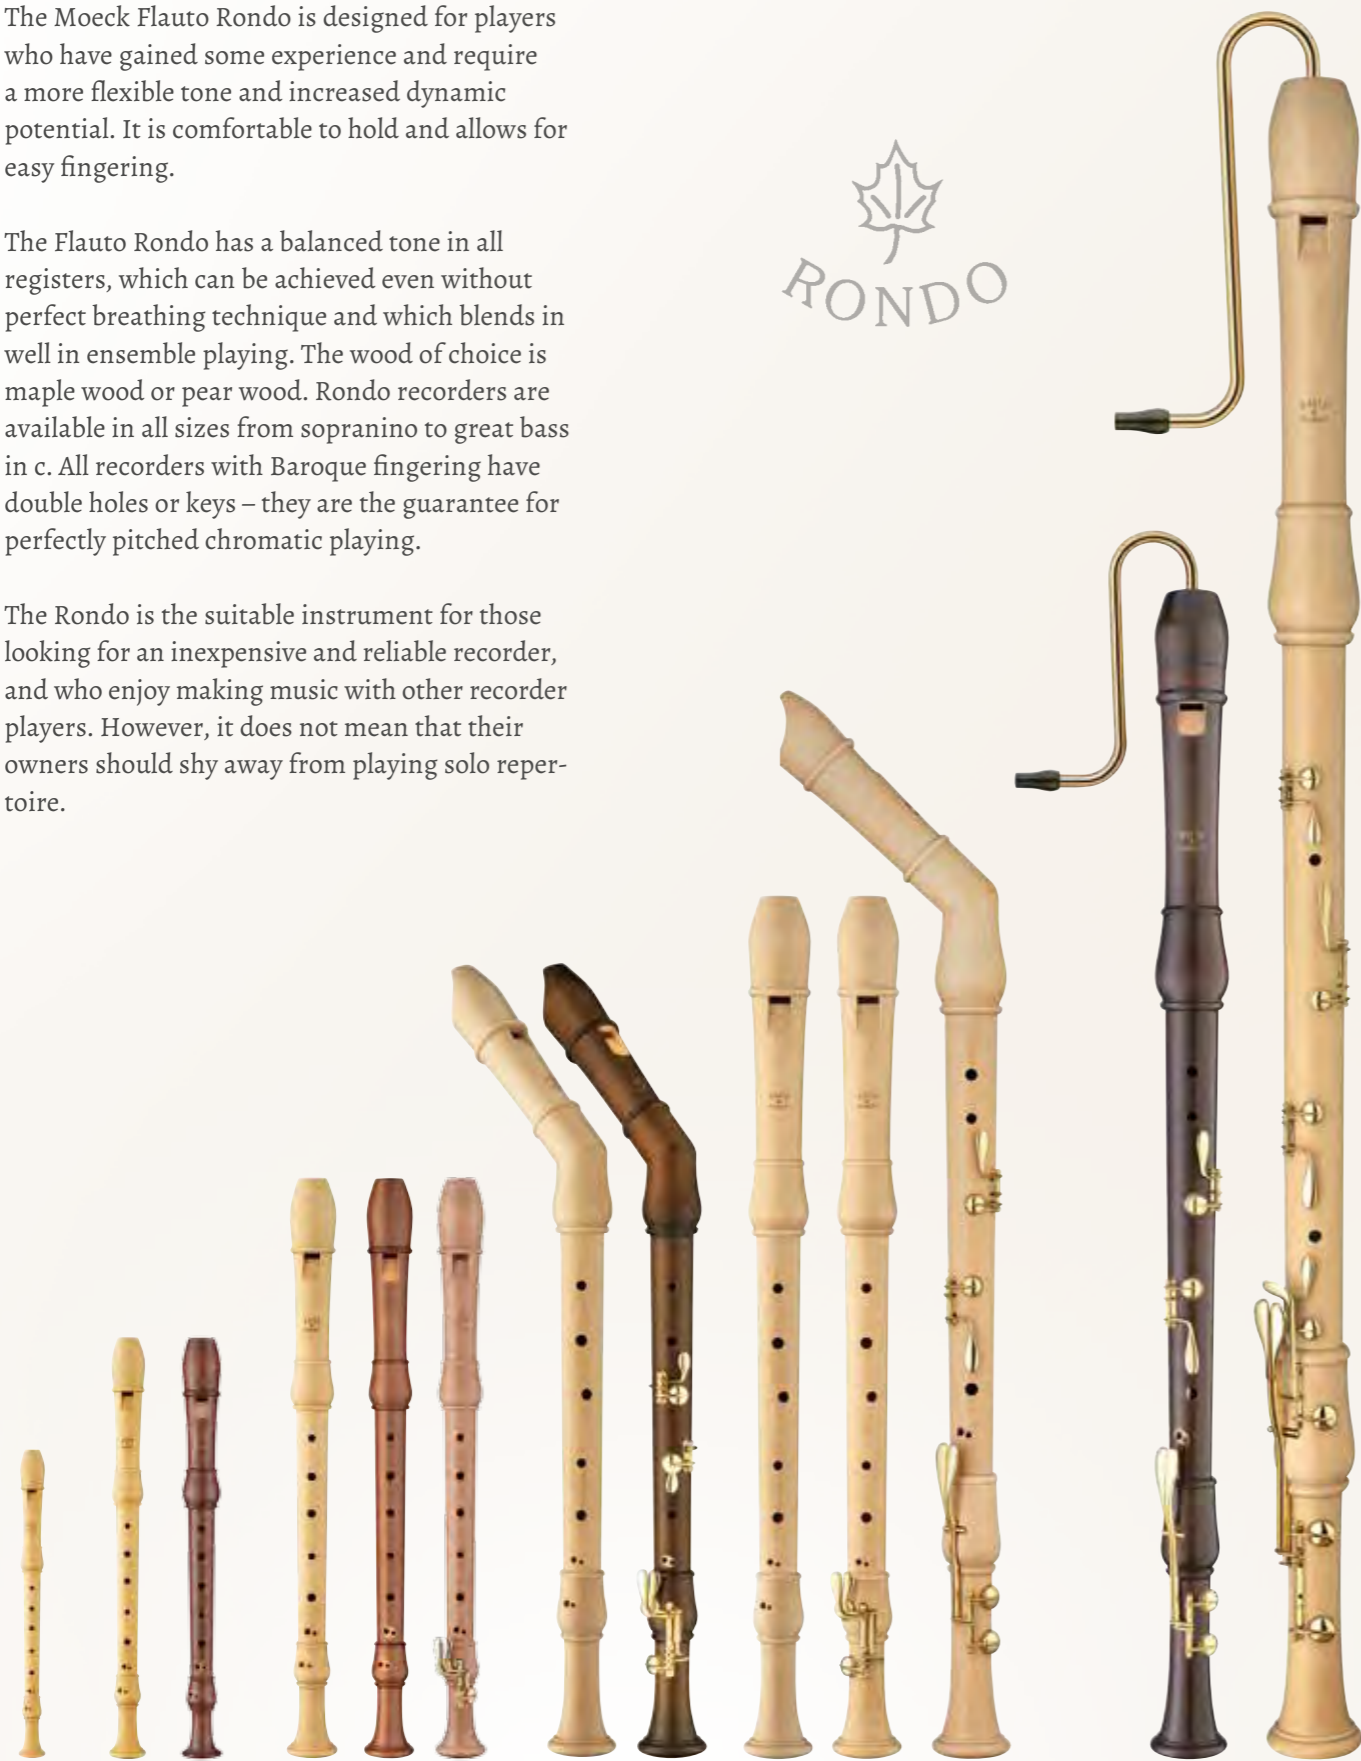 The Moeck Flauto Rondo is designed for players
who have gained some experience and require
a more flexible tone and increased dynamic
potential. It is comfortable to hold and allows for
easy fingering.
The Flauto Rondo has a balanced tone in all
registers, which can be achieved even without
perfect breathing technique and which blends in
well in ensemble playing. The wood of choice is
maple wood or pear wood. Rondo recorders are
available in all sizes from sopranino to great bass
in c. All recorders with Baroque fingering have
double holes or keys – they are the guarantee for
perfectly pitched chromatic playing.
The Rondo is the suitable instrument for those
looking for an inexpensive and reliable recorder,
and who enjoy making music with other recorder
players. However, it does not mean that their
owners should shy away from playing solo reper-
toire.
RONDO